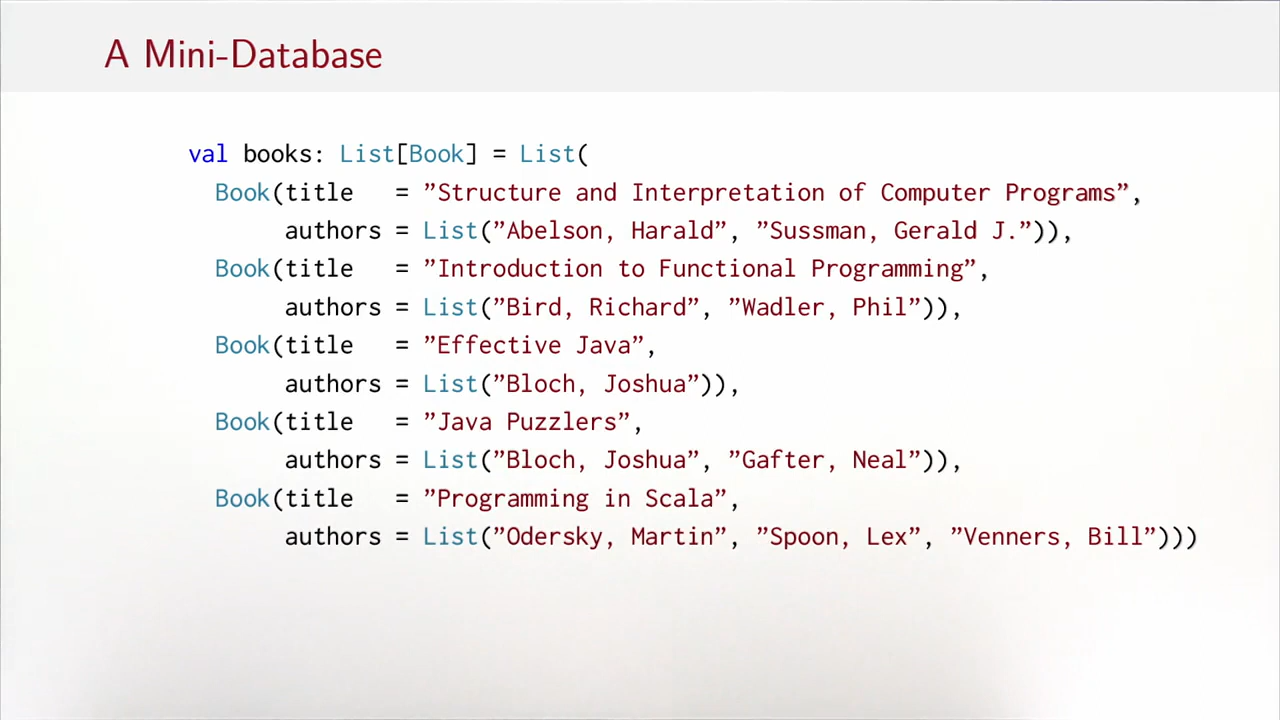 A Mini-Database
val books: List[Book] = List(
Book(title = ”Structure and Interpretation of Computer Programs”,
authors = List(”Abelson, Harald”, ”Sussman, Gerald J.”)),
Book(title = ”Introduction to Functional Programming”,
authors = List(”Bird, Richard”, ”Wadler, Phil”)),
Book(title = ”Effective Java”,
authors = List(”Bloch, Joshua”)),
Book(title = ”Java Puzzlers”,
authors = List(”Bloch, Joshua”, ”Gafter, Neal”)),
Book(title = ”Programming in Scala”,
authors = List(”Odersky, Martin”, ”Spoon, Lex”, ”Venners, Bill”)))